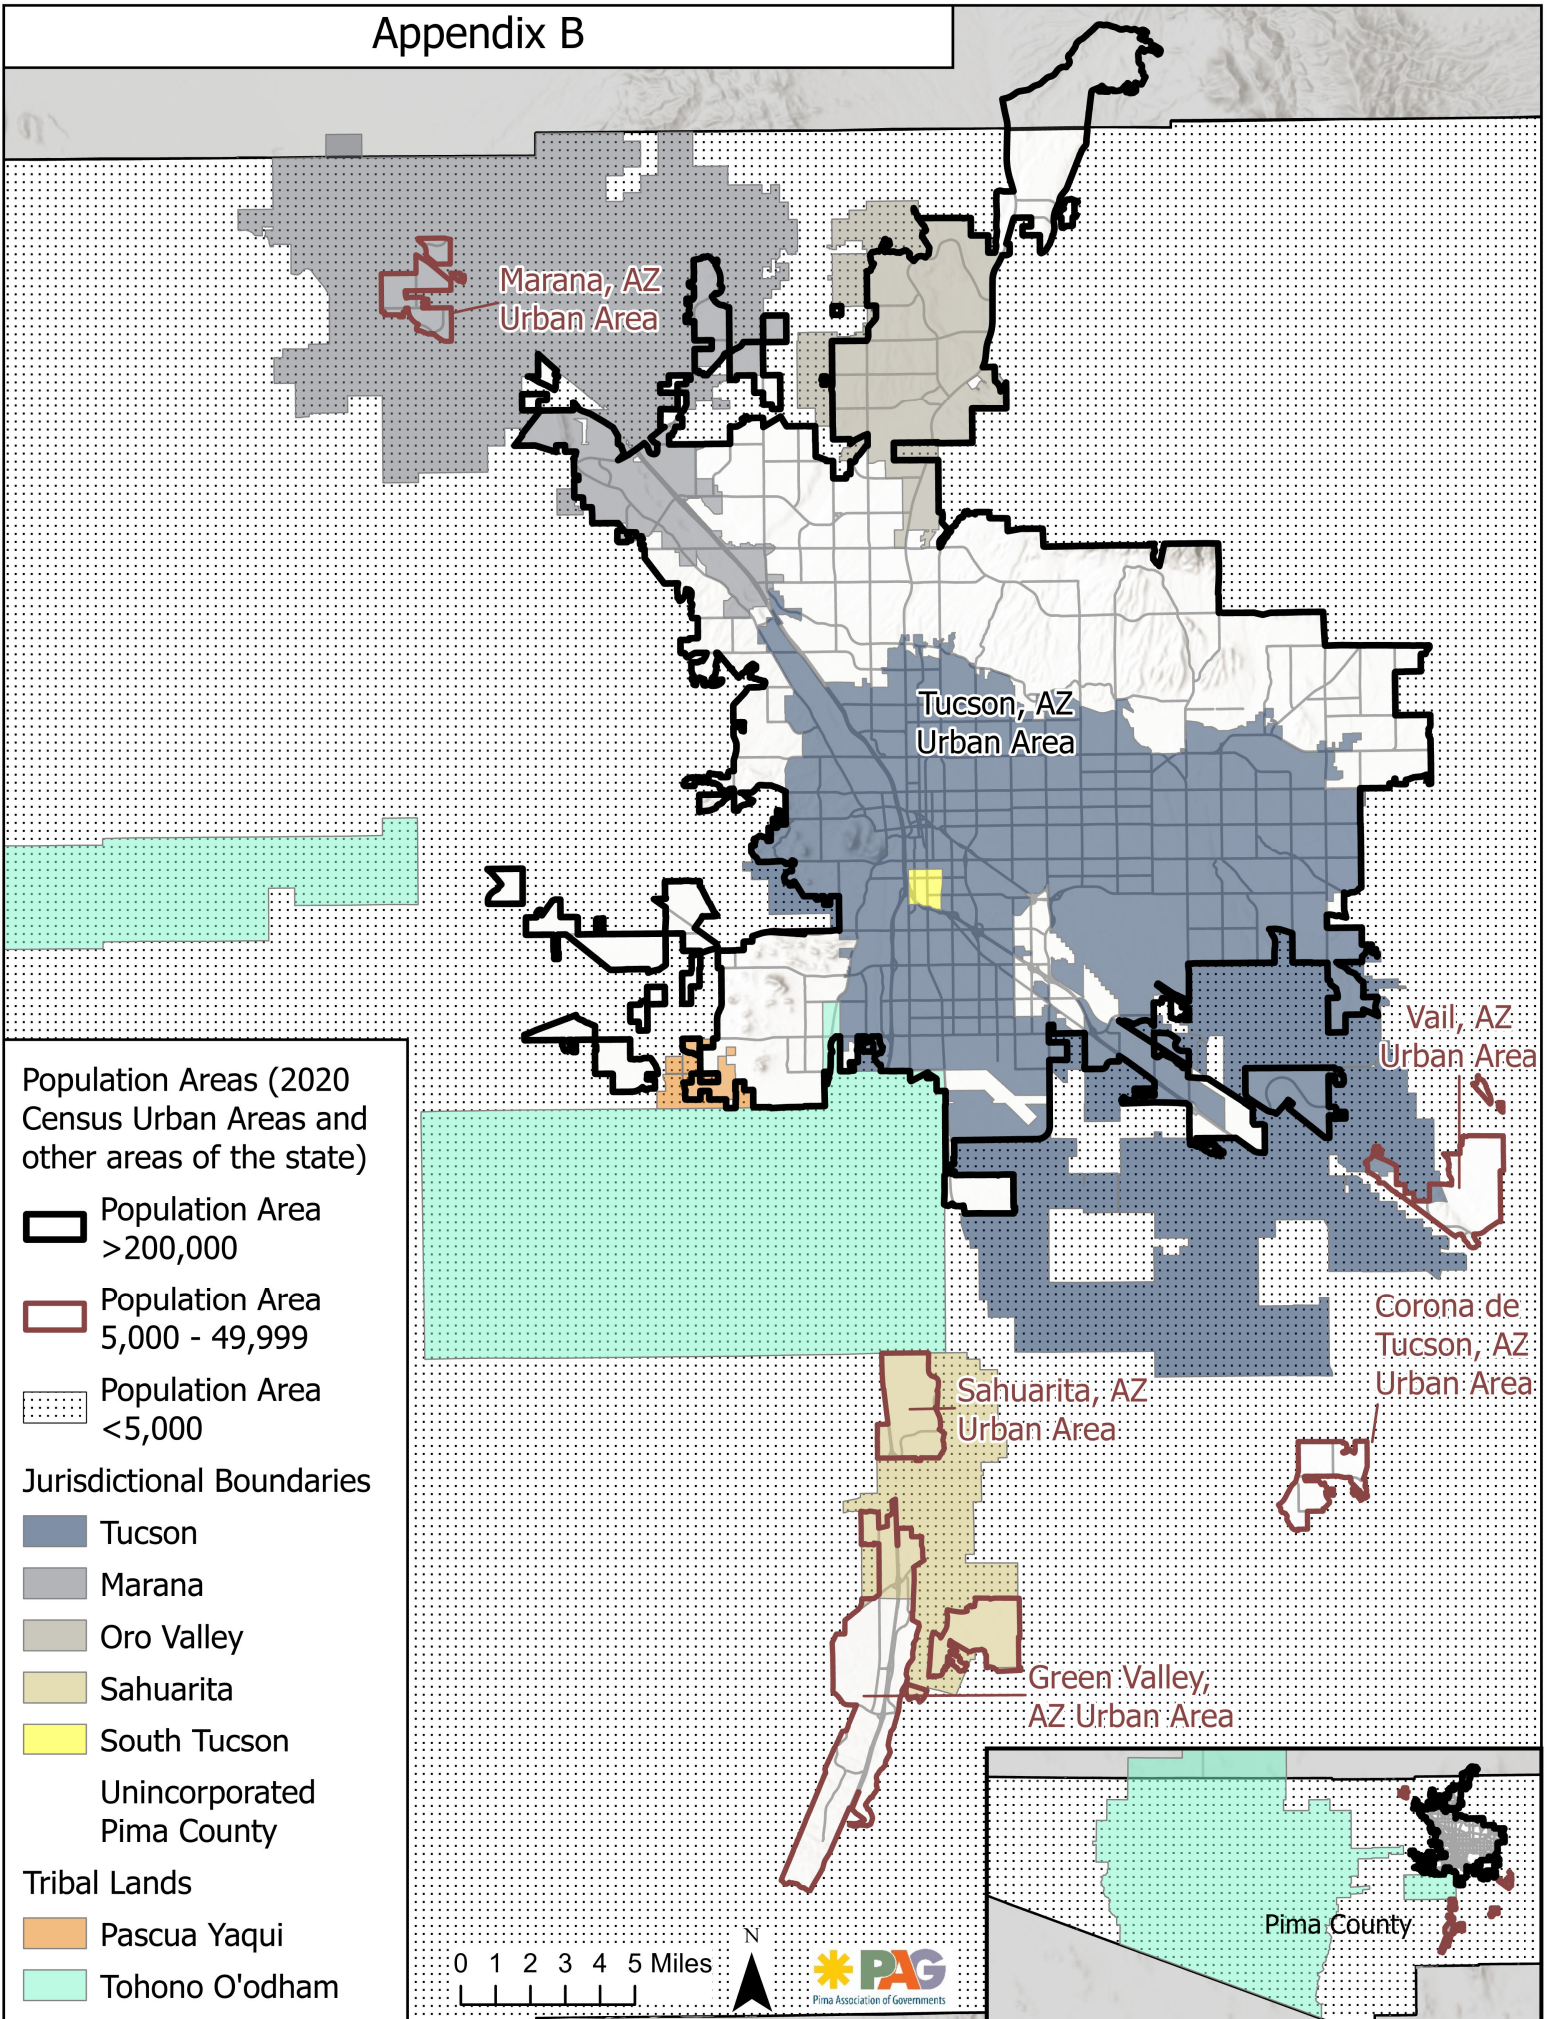 Appendix B
Marana, AZ
Urban Area
Tucson, AZ
Urban Area
Vail, AZ
Urban Area
Corona de
Tucson, AZ
Urban Area
Sahuarita, AZ
Urban Area
Green Valley,
AZ Urban Area
Population Areas (2020
Census Urban Areas and
other areas of the state)
Population Area
>200,000
Population Area
5,000 - 49,999
Population Area
<5,000
Jurisdictional Boundaries
Tucson
Marana
Oro Valley
Sahuarita
South Tucson
Unincorporated
Pima County
Tribal Lands
Pascua Yaqui
Tohono O'odham
0 1 2 3 4 5 Miles
N
PAG
Pima Association of Governments
Pima County